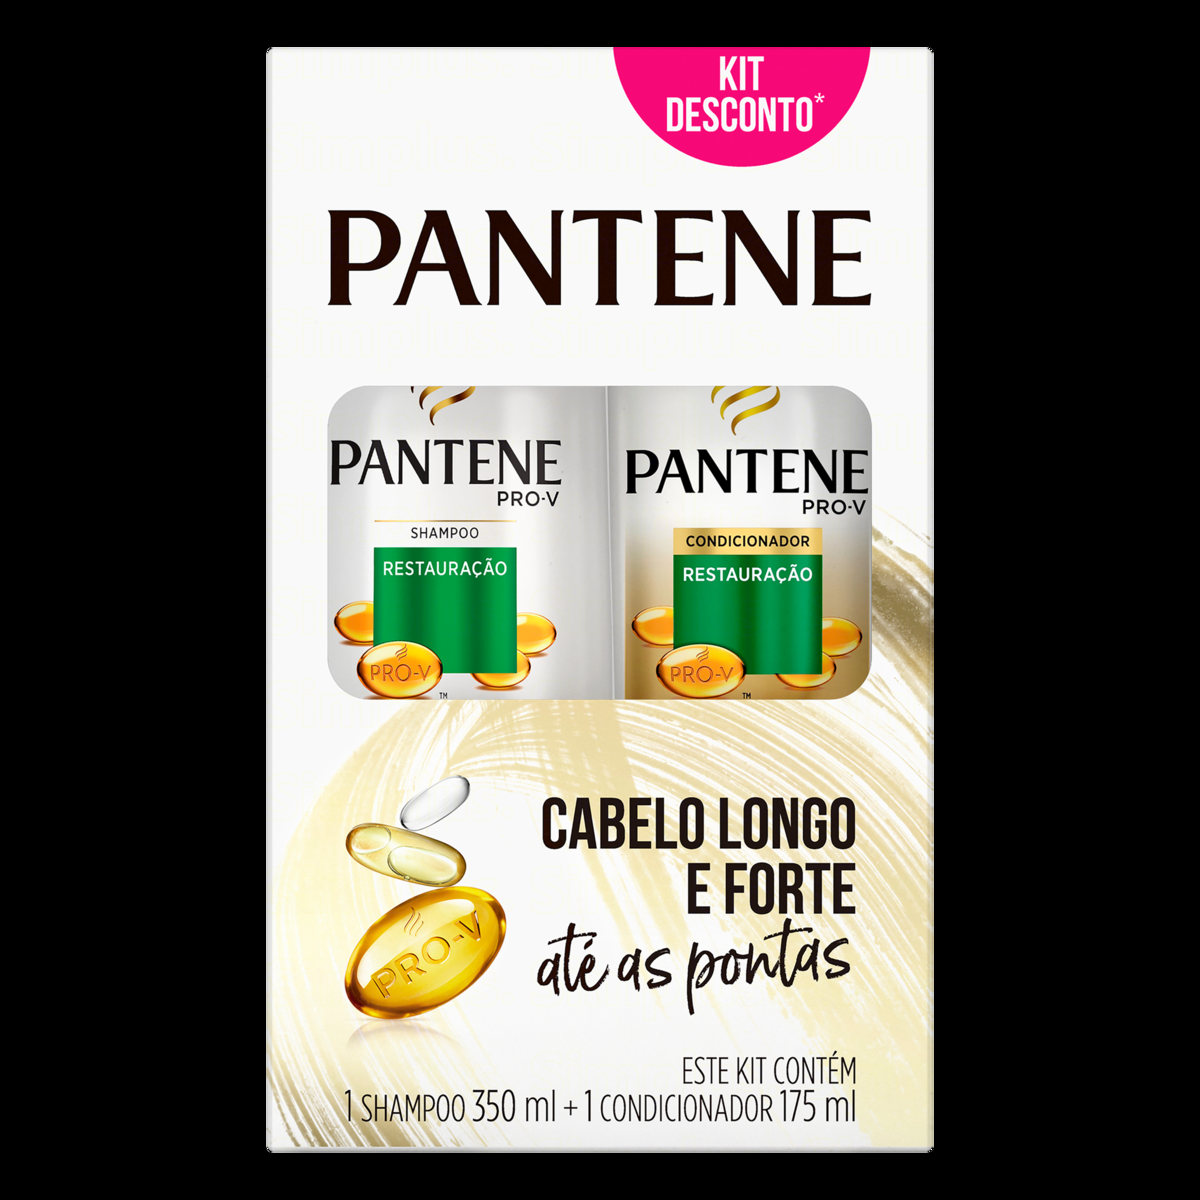 KIT
DESCONTO*
PANTENE
PANTENE
PRO-V
SHAMPOO
RESTAURAÇÃO
PRO-V
™
PANTENE
PRO-V
CONDICIONADOR
RESTAURAÇÃO
PRO-V
™
CABELO LONGO
E FORTE
até as pontas
PRO-V
ESTE KIT CONTÉM
1 SHAMPOO 350 ml + 1 CONDICIONADOR 175 ml